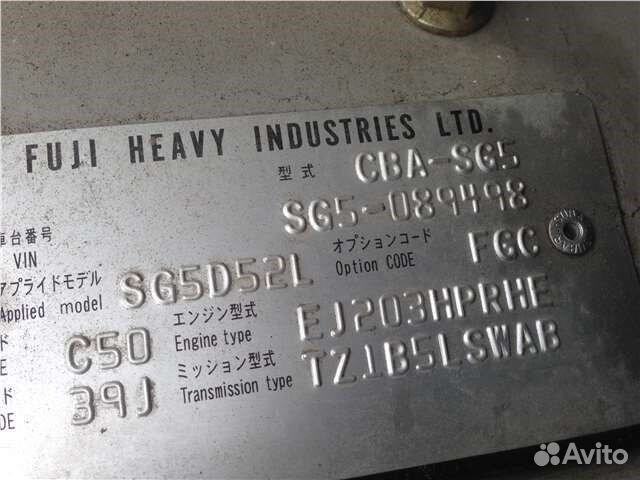 FUJI HEAVY INDUSTRIES LTD.
型式 CBA-SG5
車台番号 SG5-089498
VIN
アプライドモデル SG5D52L オプションコード FGC
Applied model Option CODE
C50 エンジン型式 EJ203HPRHE
Engine type
39J ミッション型式 TZ1B5LSWAB
Transmission type
Avito